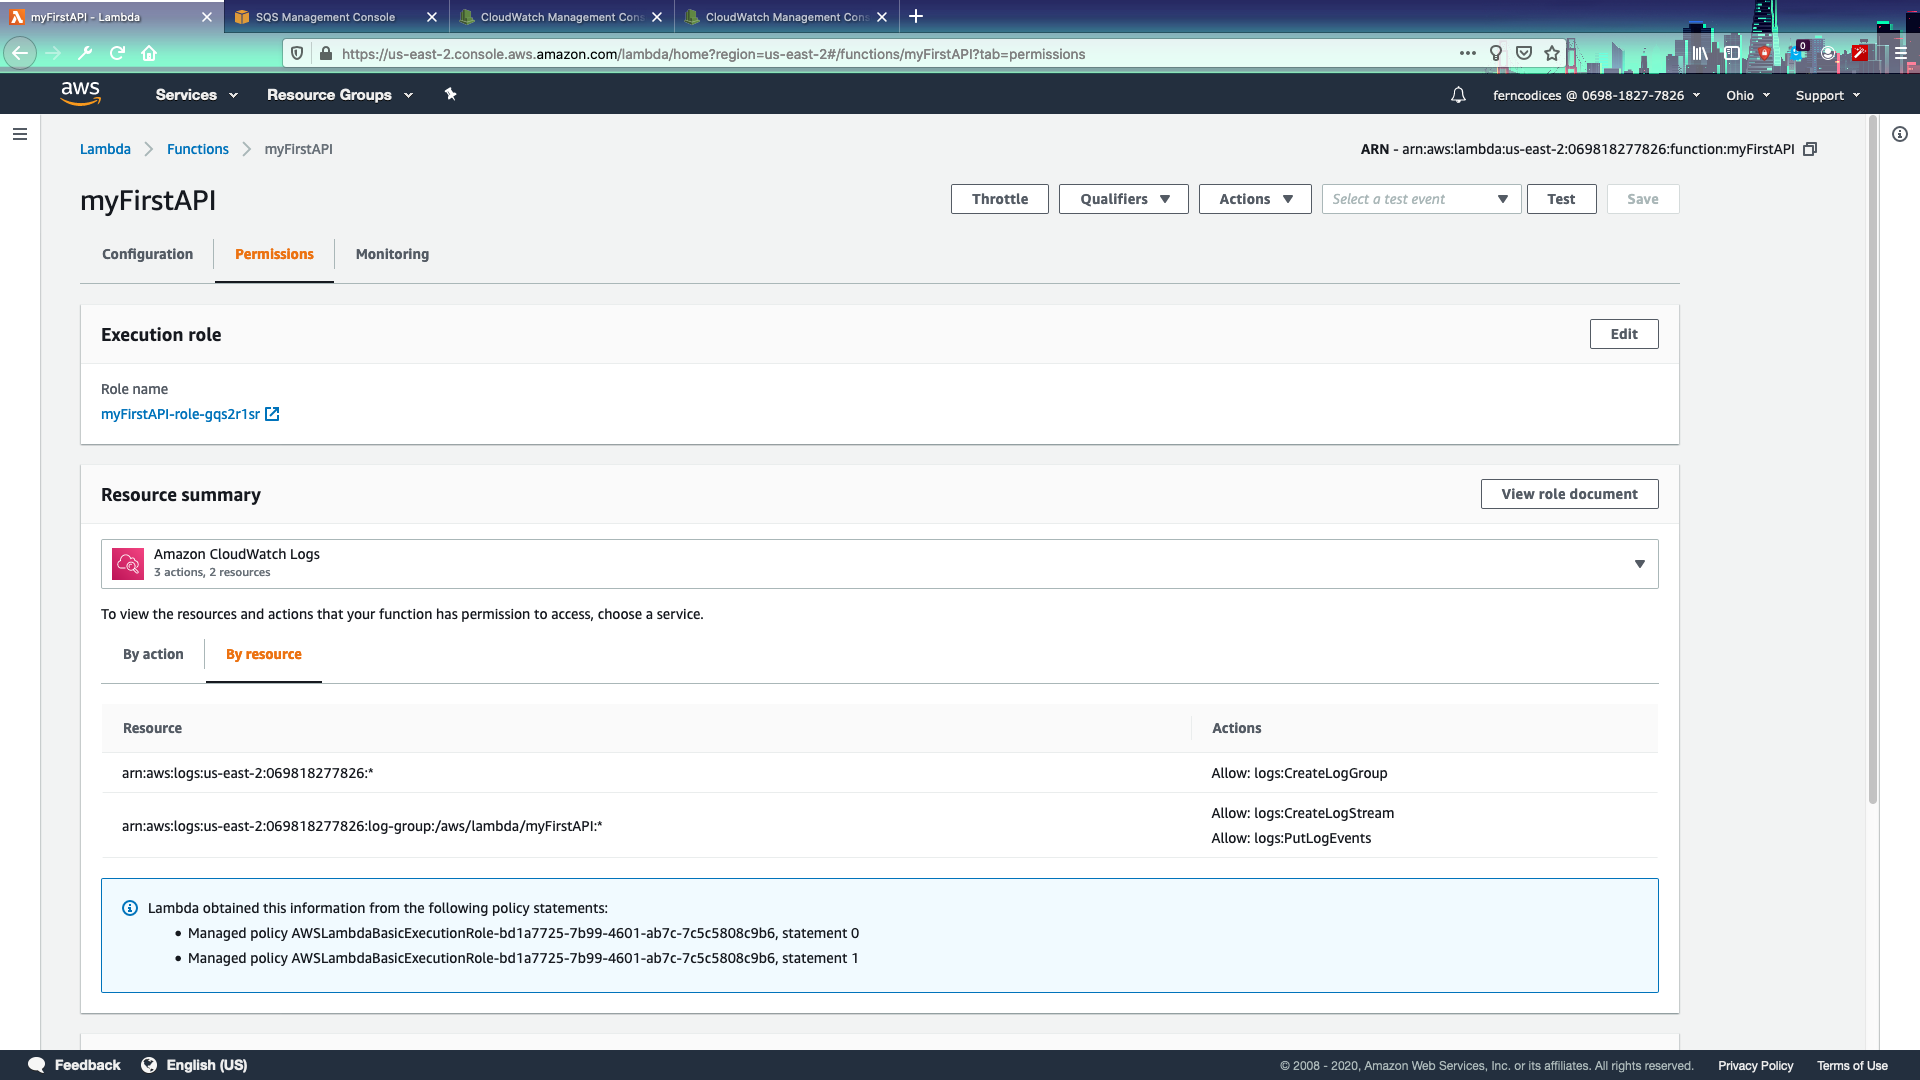 myFirstAPI - Lambda
SQS Management Console
CloudWatch Management Cons
CloudWatch Management Cons
https://us-east-2.console.aws.amazon.com/lambda/home?region=us-east-2#/functions/myFirstAPI?tab=permissions
0
aws
Services
Resource Groups
ferncodices @ 0698-1827-7826
Ohio
Support
Lambda
Functions
myFirstAPI
ARN - arn:aws:lambda:us-east-2:069818277826:function:myFirstAPI
myFirstAPI
Throttle
Qualifiers
Actions
Select a test event
Test
Save
Configuration
Permissions
Monitoring
Execution role
Edit
Role name
myFirstAPI-role-gqs2r1sr
Resource summary
View role document
Amazon CloudWatch Logs
3 actions, 2 resources
To view the resources and actions that your function has permission to access, choose a service.
By action
By resource
Resource
Actions
arn:aws:logs:us-east-2:069818277826:*
Allow: logs:CreateLogGroup
arn:aws:logs:us-east-2:069818277826:log-group:/aws/lambda/myFirstAPI:*
Allow: logs:CreateLogStream
Allow: logs:PutLogEvents
Lambda obtained this information from the following policy statements:
• Managed policy AWSLambdaBasicExecutionRole-bd1a7725-7b99-4601-ab7c-7c5c5808c9b6, statement 0
• Managed policy AWSLambdaBasicExecutionRole-bd1a7725-7b99-4601-ab7c-7c5c5808c9b6, statement 1
Feedback
English (US)
© 2008 - 2020, Amazon Web Services, Inc. or its affiliates. All rights reserved.
Privacy Policy
Terms of Use